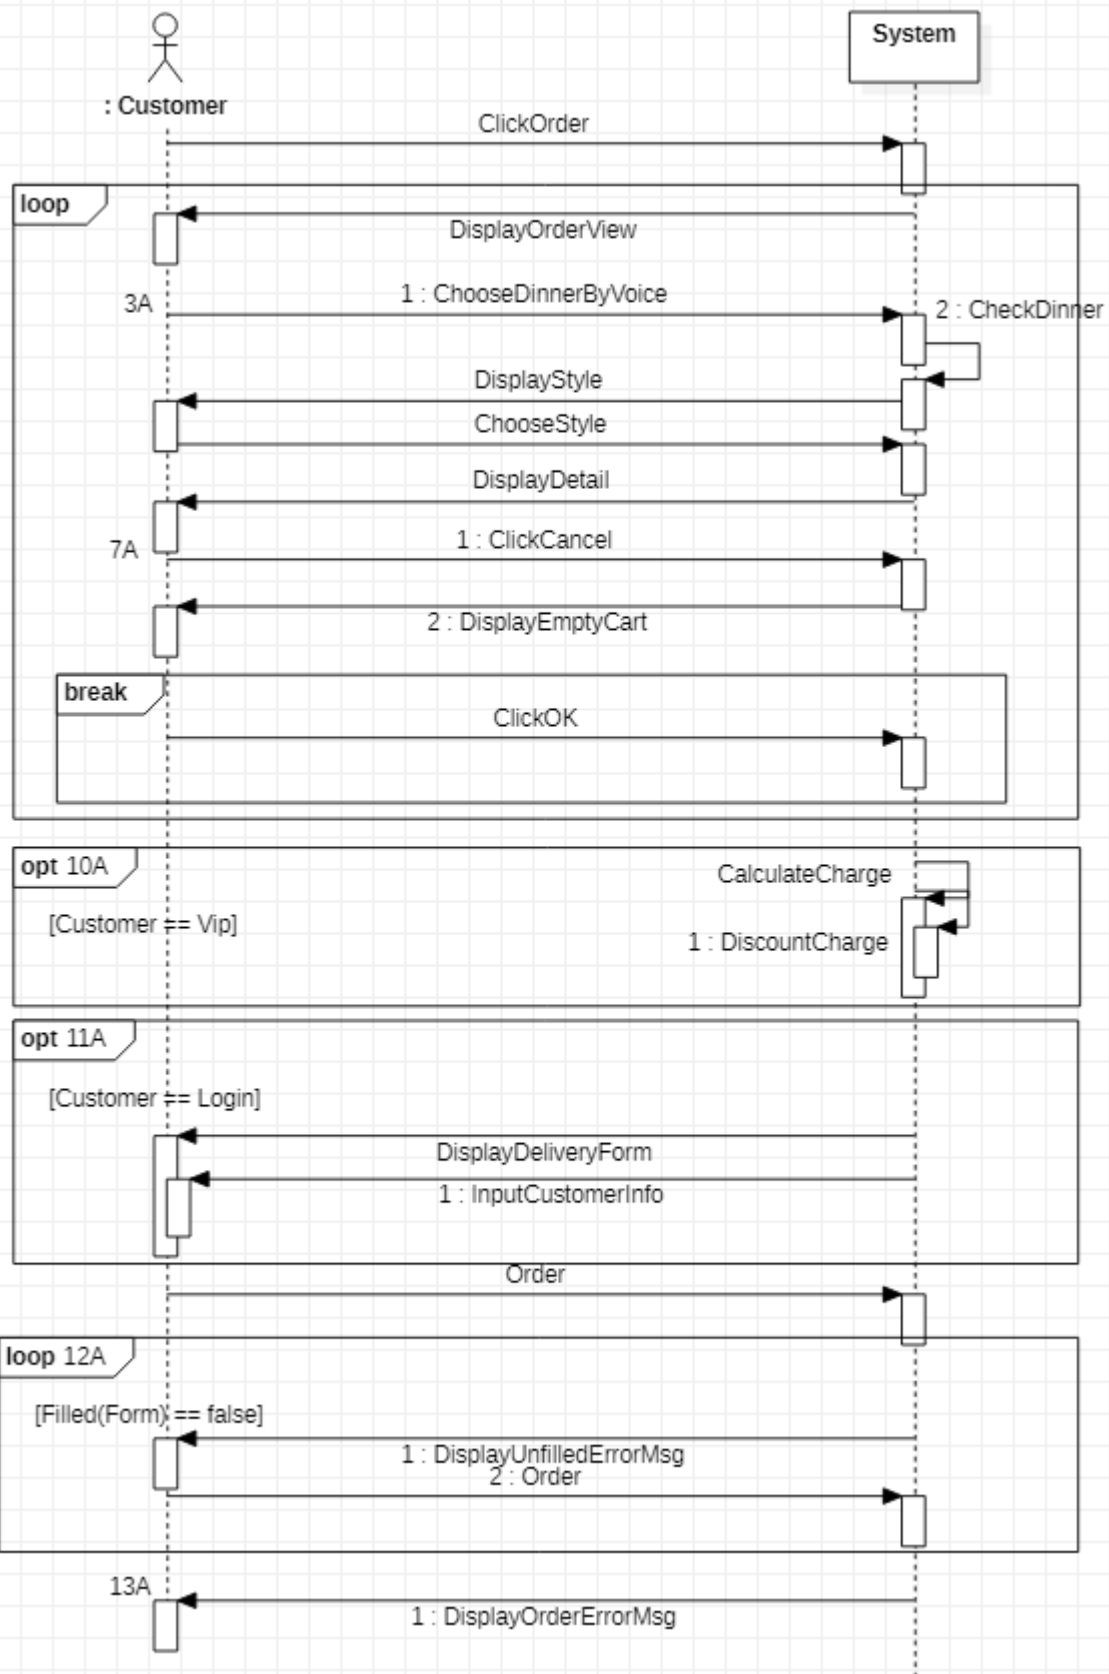 System
: Customer
ClickOrder
loop
DisplayOrderView
3A
1 : ChooseDinnerByVoice
2 : CheckDinner
DisplayStyle
ChooseStyle
DisplayDetail
7A
1 : ClickCancel
2 : DisplayEmptyCart
break
ClickOK
opt 10A
CalculateCharge
[Customer == Vip]
1 : DiscountCharge
opt 11A
[Customer == Login]
DisplayDeliveryForm
1 : InputCustomerInfo
Order
loop 12A
[Filled(Form) == false]
1 : DisplayUnfilledErrorMsg
2 : Order
13A
1 : DisplayOrderErrorMsg